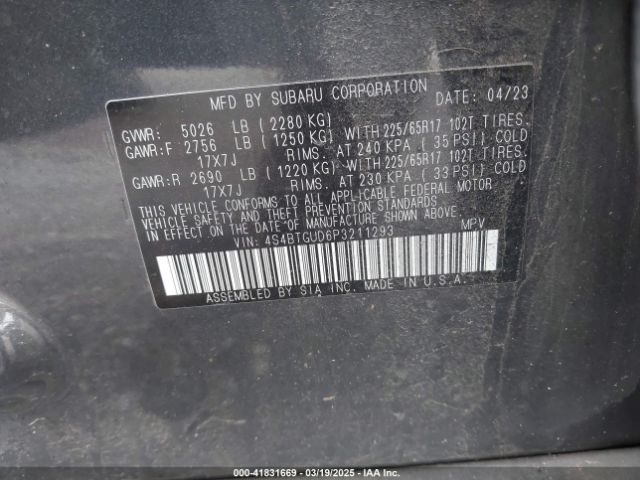 MFD BY SUBARU CORPORATION DATE: 04/23
GVWR: 5026 LB ( 2280 KG)
GAWR:F 2756 LB ( 1250 KG) WITH 225/65R17 102T TIRES.
17X7J RIMS. AT 240 KPA ( 35 PSI) COLD
GAWR:R 2690 LB ( 1220 KG) WITH 225/65R17 102T TIRES.
17X7J RIMS. AT 230 KPA ( 33 PSI) COLD
THIS VEHICLE CONFORMS TO ALL APPLICABLE FEDERAL MOTOR
VEHICLE SAFETY AND BUMPER STANDARDS
IN EFFECT ON THE DATE OF MANUFACTURE SHOWN ABOVE.
VIN: 4S4BTGUD6P3211293 MPV
ASSEMBLED BY SIA INC. MADE IN U.S.A.
000-41831669 - 03/19/2025 - IAA Inc.